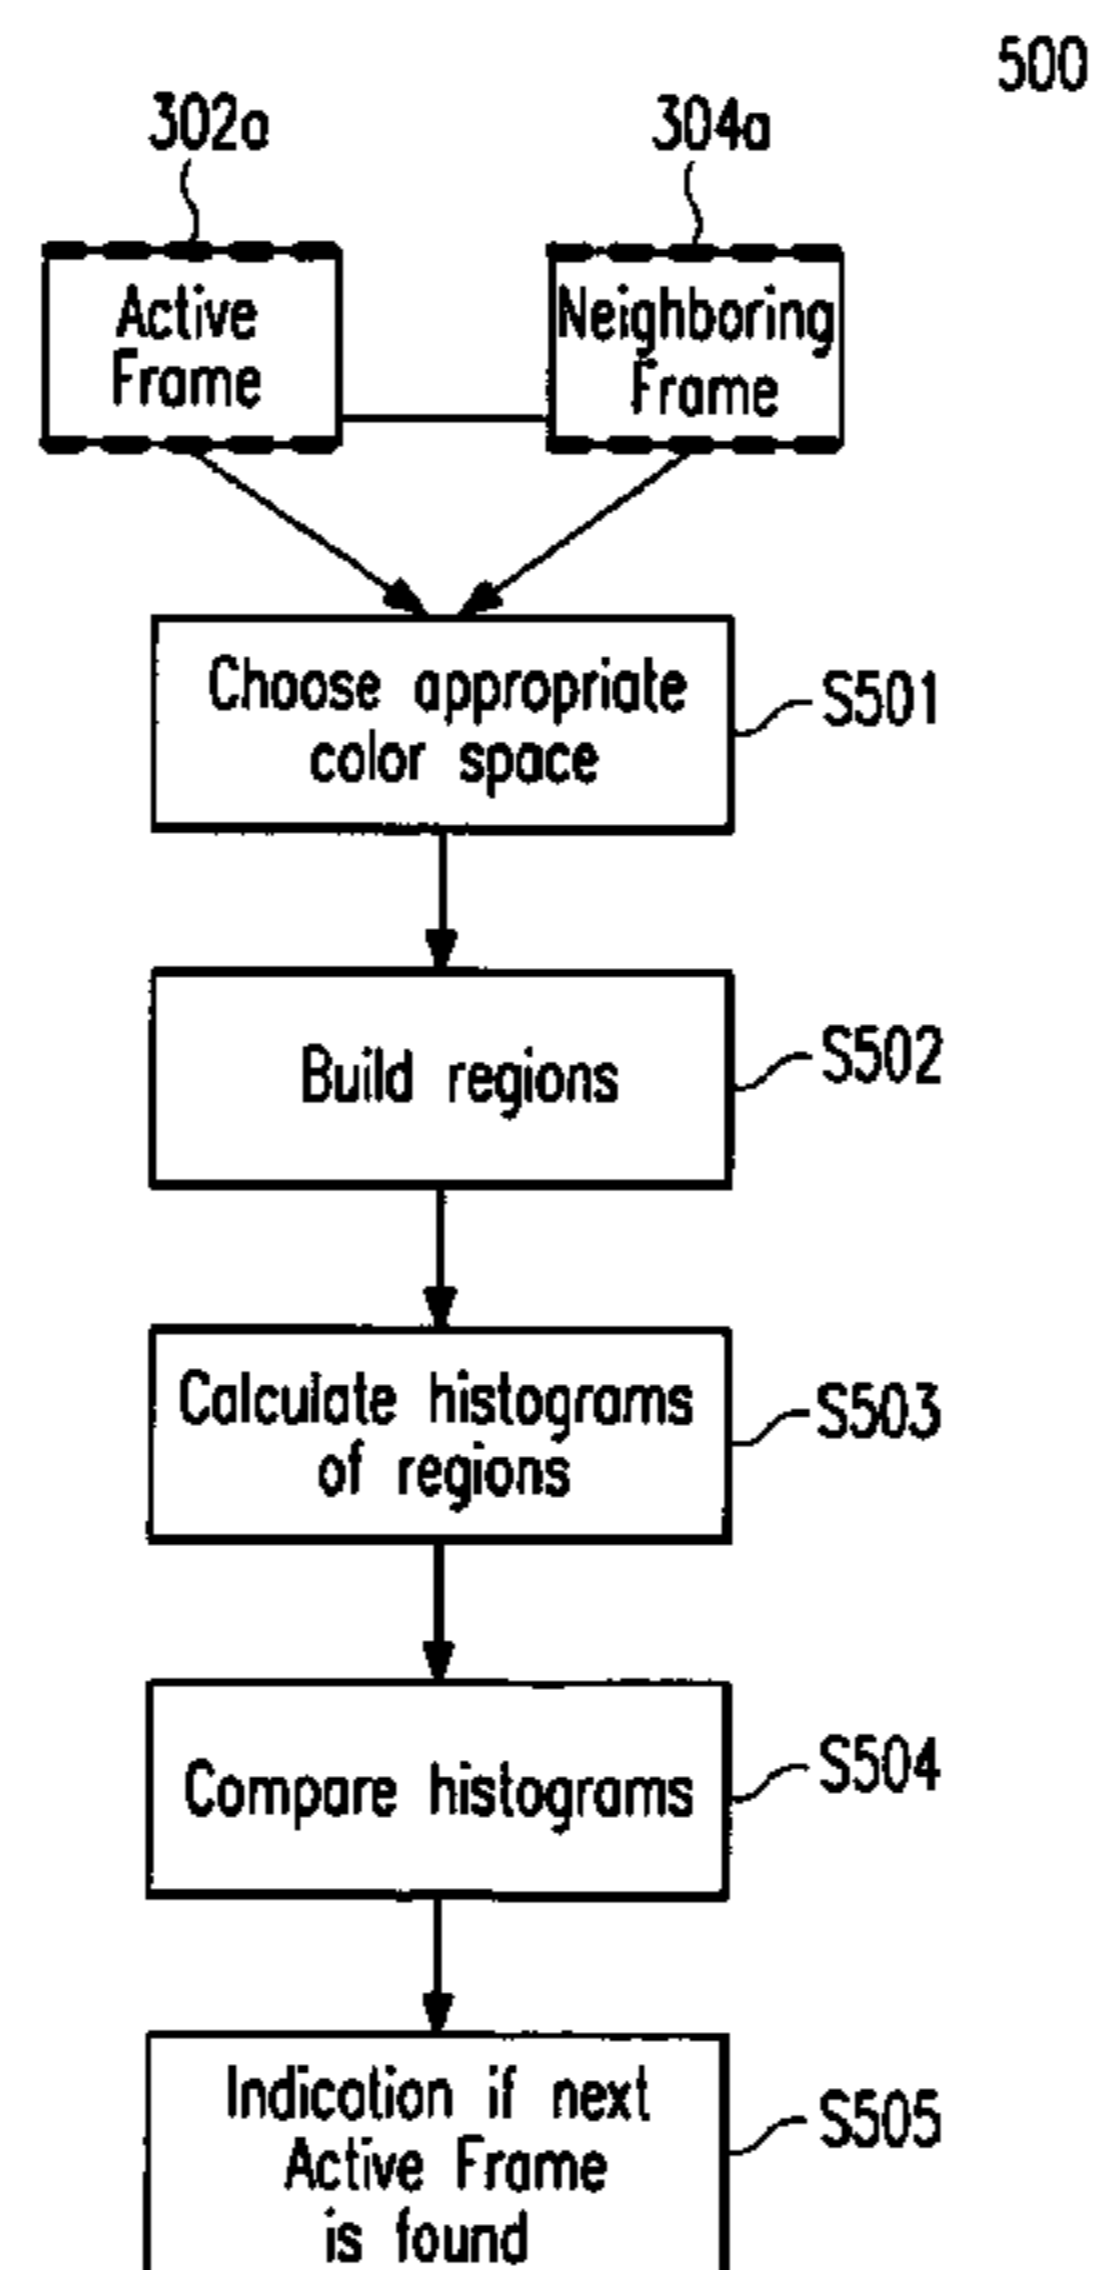 500
302a
304a
Active
Frame
Neighboring
Frame
Choose appropriate
color space
S501
Build regions
S502
Calculate histograms
of regions
S503
Compare histograms
S504
Indication if next
Active Frame
is found
S505